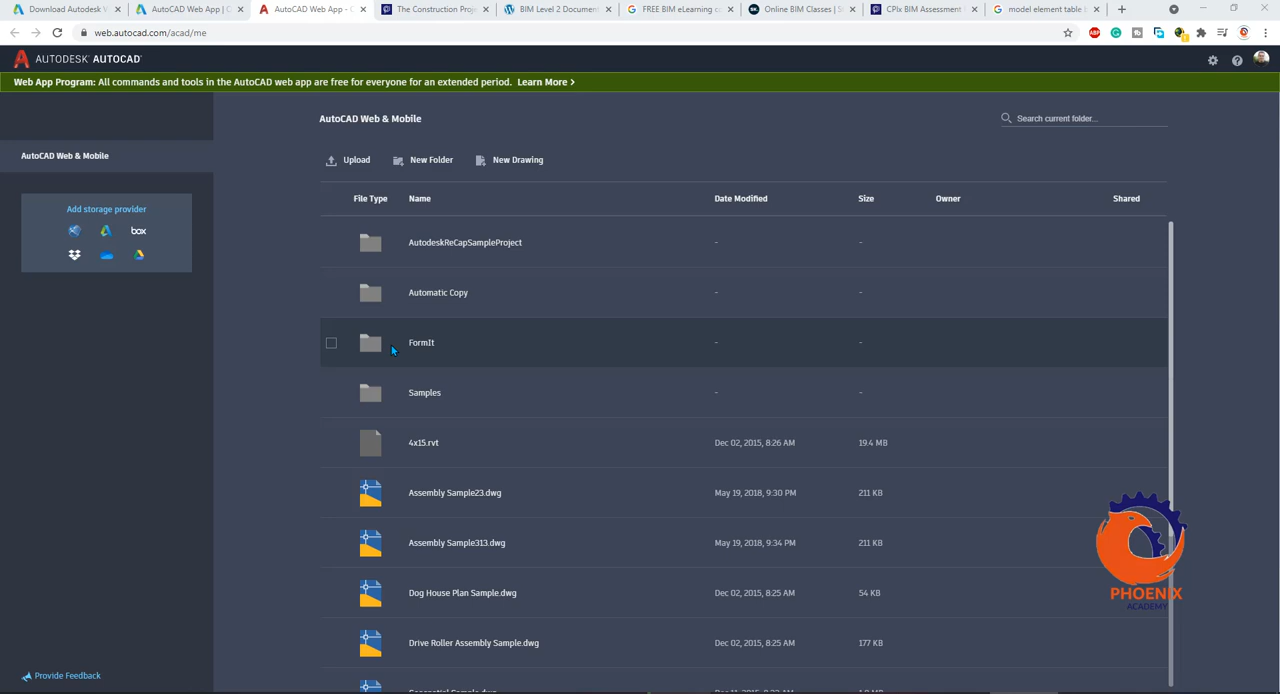 Download Autodesk V
AutoCAD Web App | C
AutoCAD Web App - C
The Construction Proj
BIM Level 2 Document
FREE BIM eLearning co
Online BIM Classes | S
CPIx BIM Assessment F
model element table B
web.autocad.com/acad/me
AUTODESK AUTOCAD
Web App Program: All commands and tools in the AutoCAD web app are free for everyone for an extended period. Learn More >
AutoCAD Web & Mobile
Search current folder...
AutoCAD Web & Mobile
Upload New Folder New Drawing
Add storage provider
box
File Type Name Date Modified Size Owner Shared
AutodeskReCapSampleProject - -
Automatic Copy - -
FormIt - -
Samples - -
4x15.rvt Dec 02, 2015, 8:26 AM 19.4 MB
Assembly Sample23.dwg May 19, 2018, 9:30 PM 211 KB
Assembly Sample313.dwg May 19, 2018, 9:34 PM 211 KB
Dog House Plan Sample.dwg Dec 02, 2015, 8:25 AM 54 KB
Drive Roller Assembly Sample.dwg Dec 02, 2015, 8:25 AM 177 KB
PHOENIX
ACADEMY
Provide Feedback